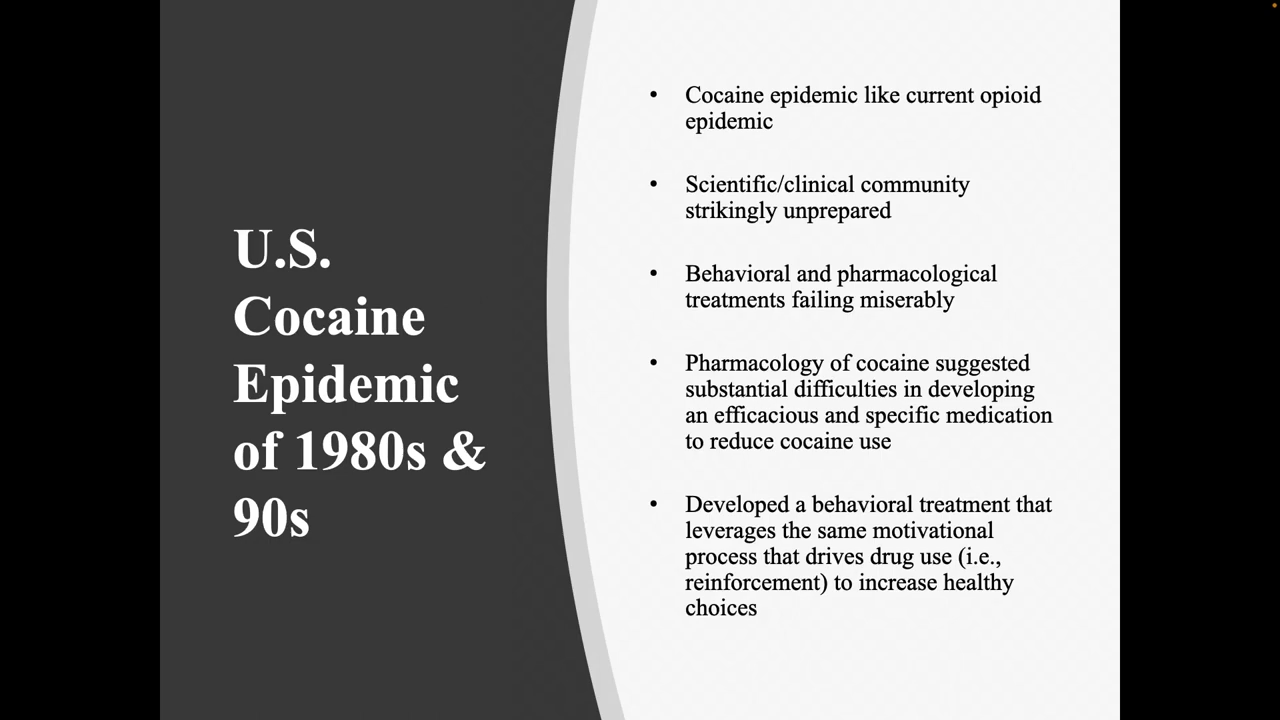 U.S.
Cocaine
Epidemic
of 1980s &
90s
• Cocaine epidemic like current opioid
epidemic
• Scientific/clinical community
strikingly unprepared
• Behavioral and pharmacological
treatments failing miserably
• Pharmacology of cocaine suggested
substantial difficulties in developing
an efficacious and specific medication
to reduce cocaine use
• Developed a behavioral treatment that
leverages the same motivational
process that drives drug use (i.e.,
reinforcement) to increase healthy
choices